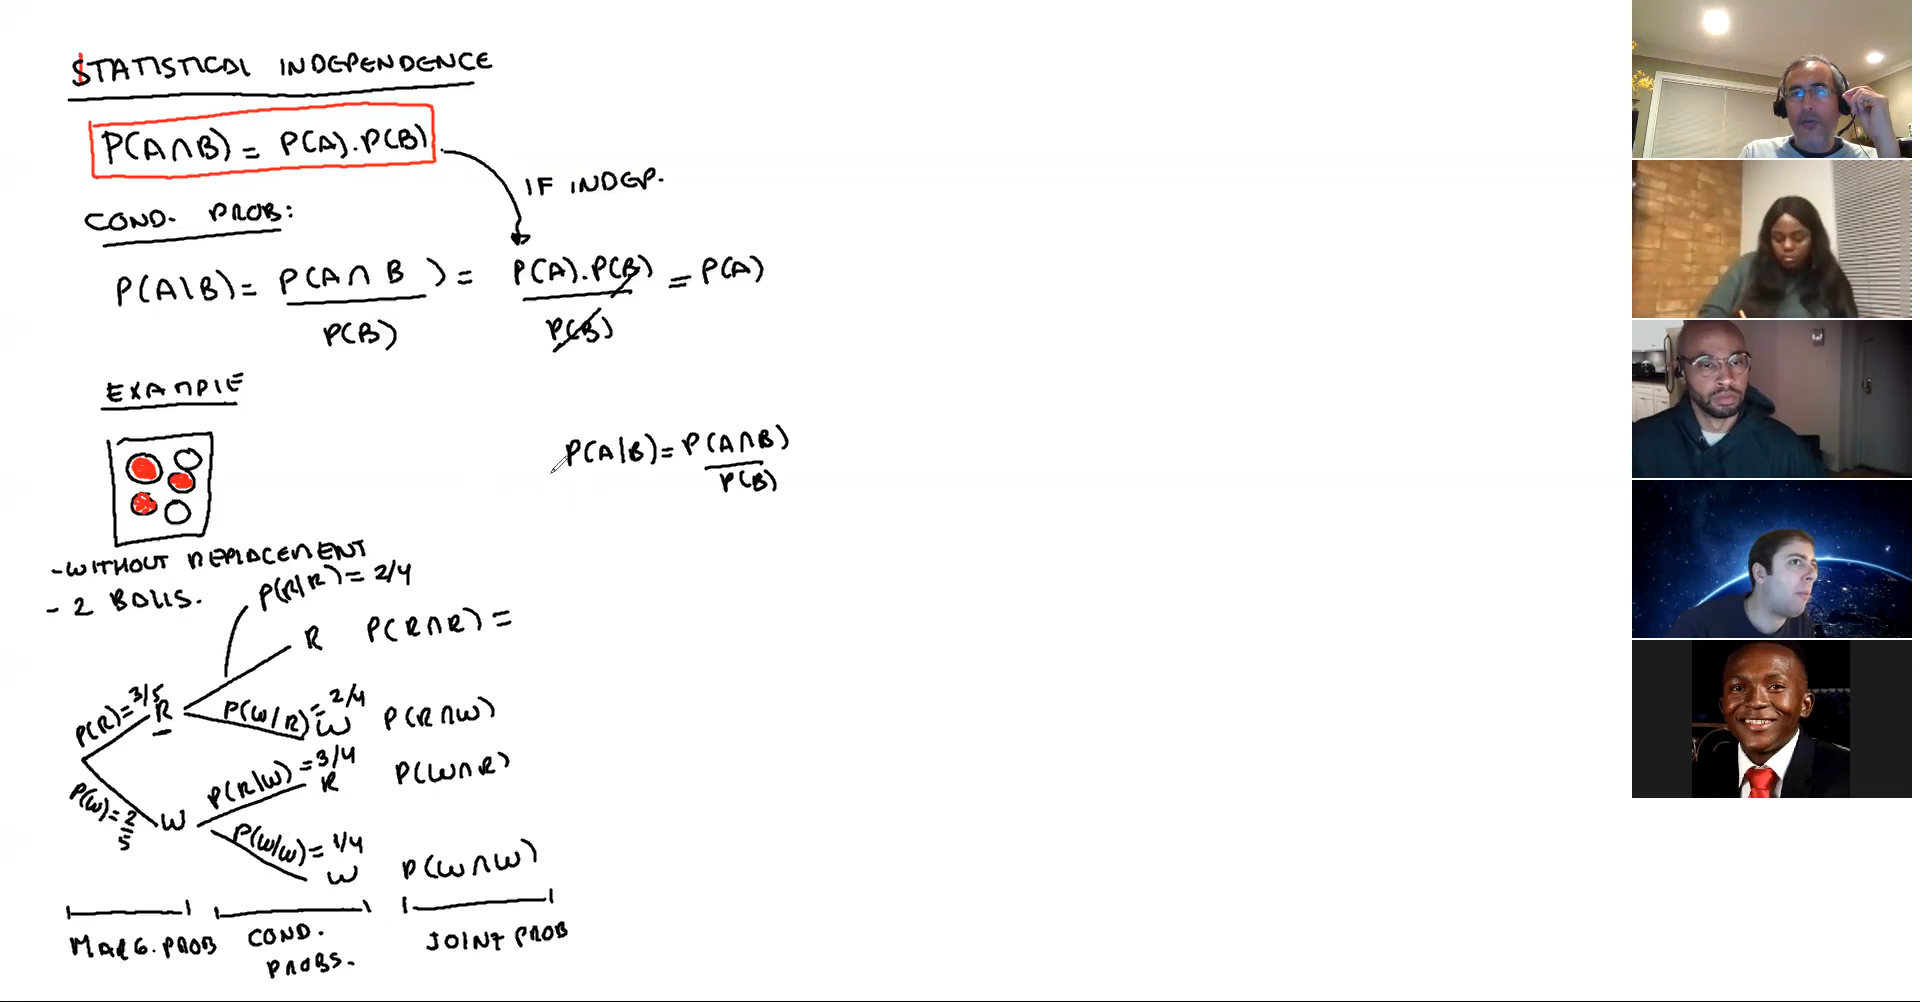 STATISTICAL INDEPENDENCE
P(A∩B) = P(A).P(B)
IF INDEP.
COND. PROB:
P(A|B) = P(A∩B) = P(A).P(B) = P(A)
P(B) P(B)
EXAMPLE
P(A|B) = P(A∩B)
P(B)
- WITHOUT REPLACEMENT
- 2 BALLS.
P(R|R) = 2/4
R P(R∩R) =
P(R) = 3/5 R
P(W/R) = 2/4
W P(R∩W)
P(R|W) = 3/4
R P(W∩R)
P(W) = 2/5 W
P(W/W) = 1/4
W P(W∩W)
MARG. PROB COND. PROBS. JOINT PROB